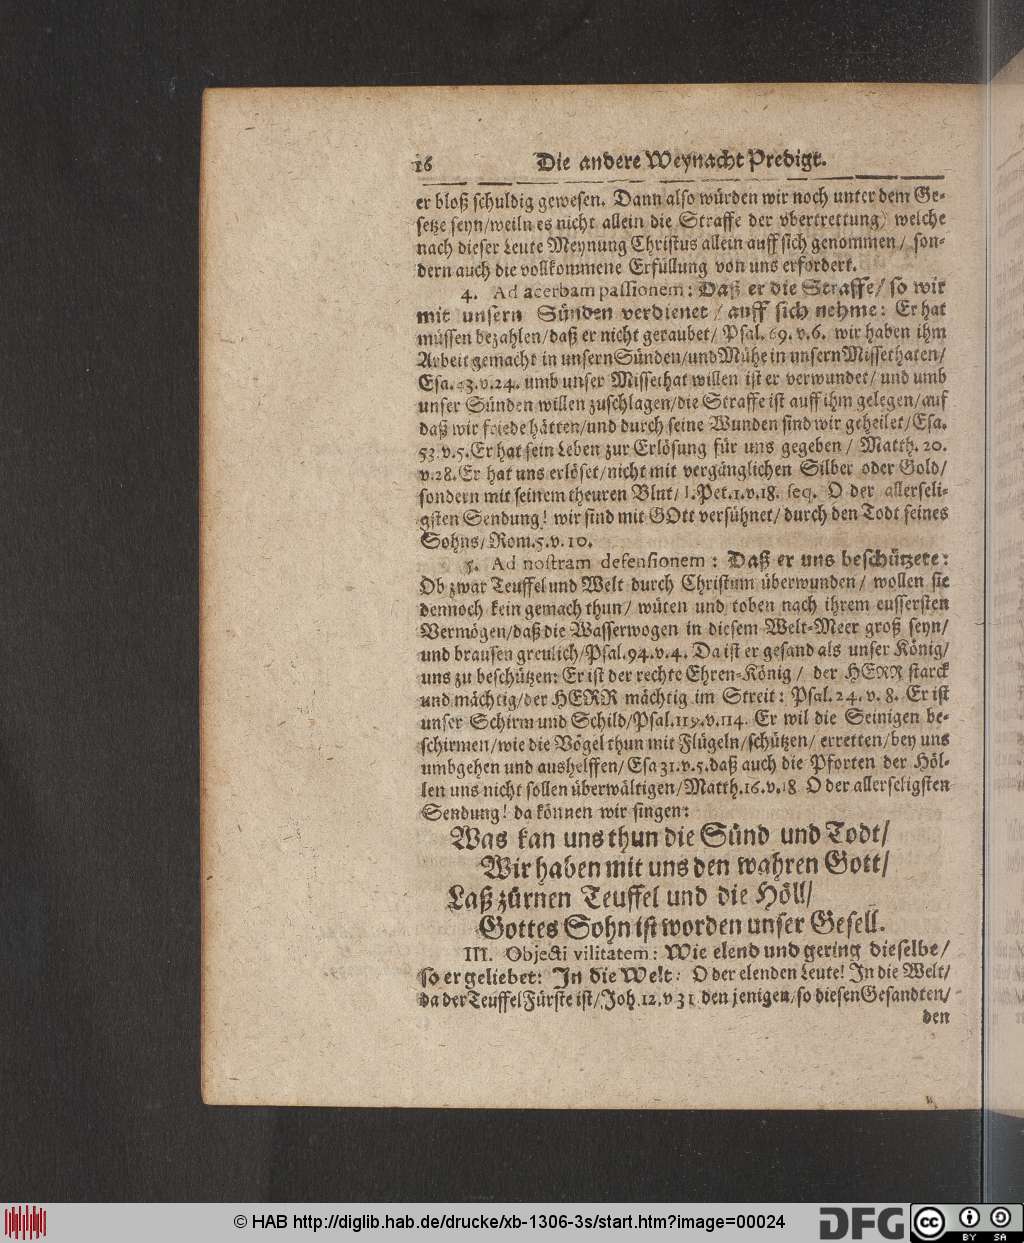 16 Die andere Weynacht Predigt.
er bloß schuldig gewesen. Dann also würden wir noch unter dem Ge-
setze seyn/weiln es nicht allein die Straffe der vbertrettung) welche
nach dieser Leute Meynung Christus allein auff sich genommen/ son-
dern auch die vollkommene Erfüllung von uns erfordert.
4. Ad acerbam passionem: Daß er die Straffe/ so wir
mit unsern Sünden verdienet/ auff sich nehme: Er hat
müssen bezahlen/daß er nicht geraubet/ Psal. 69. v. 6. wir haben ihm
Arbeit gemacht in unsern Sünden/und Mühe in unsern Missethaten/
Esa. 43. v. 24. umb unser Missethat willen ist er verwundet/ und umb
unser Sünden willen zuschlagen/die Straffe ist auff ihm gelegen/auf
daß wir friede hätten/und durch seine Wunden sind wir geheilet/Esa.
53. v. 5. Er hat sein Leben zur Erlösung für uns gegeben/ Matth. 20.
v. 28. Er hat uns erlöset/nicht mit vergänglichen Silber oder Gold/
sondern mit seinem theuren Blut/ 1. Pet. 1. v. 18. seq. O der allerseli-
gsten Sendung! wir sind mit GOtt versühnet/ durch den Todt seines
Sohns/ Rom. 5. v. 10.
5. Ad nostram defensionem: Daß er uns beschützete:
Ob zwar Teuffel und Welt durch Christum überwunden/ wollen sie
dennoch kein gemach thun/ wüten und toben nach ihrem eussersten
Vermögen/daß die Wasserwogen in diesem Welt-Meer groß seyn/
und brausen greulich/Psal. 94. v. 4. Da ist er gesand als unser König/
uns zu beschützen: Er ist der rechte Ehren-König/ der HERR starck
und mächtig/der HERR mächtig im Streit: Psal. 24. v. 8. Er ist
unser Schirm und Schild/Psal. 119. v. 114. Er wil die Seinigen be-
schirmen/wie die Vögel thun mit Flügeln/schützen/ erretten/bey uns
umbgehen und aushelffen/ Esa 31. v. 5. daß auch die Pforten der Höl-
len uns nicht sollen überwältigen/Matth. 16. v. 18 O der allerseligsten
Sendung! da können wir singen:
Was kan uns thun die Sünd und Todt/
Wir haben mit uns den wahren Gott/
Laß zürnen Teuffel und die Höll/
Gottes Sohn ist worden unser Gesell.
III. Objecti vilitatem: Wie elend und gering dieselbe/
so er geliebet: In die Welt: O der elenden Leute! In die Welt/
da der Teuffel Fürste ist/Joh. 12. v 31. den jenigen/so diesen Gesandten/
den
© HAB http://diglib.hab.de/drucke/xb-1306-3s/start.htm?image=00024
DFG
cc BY SA